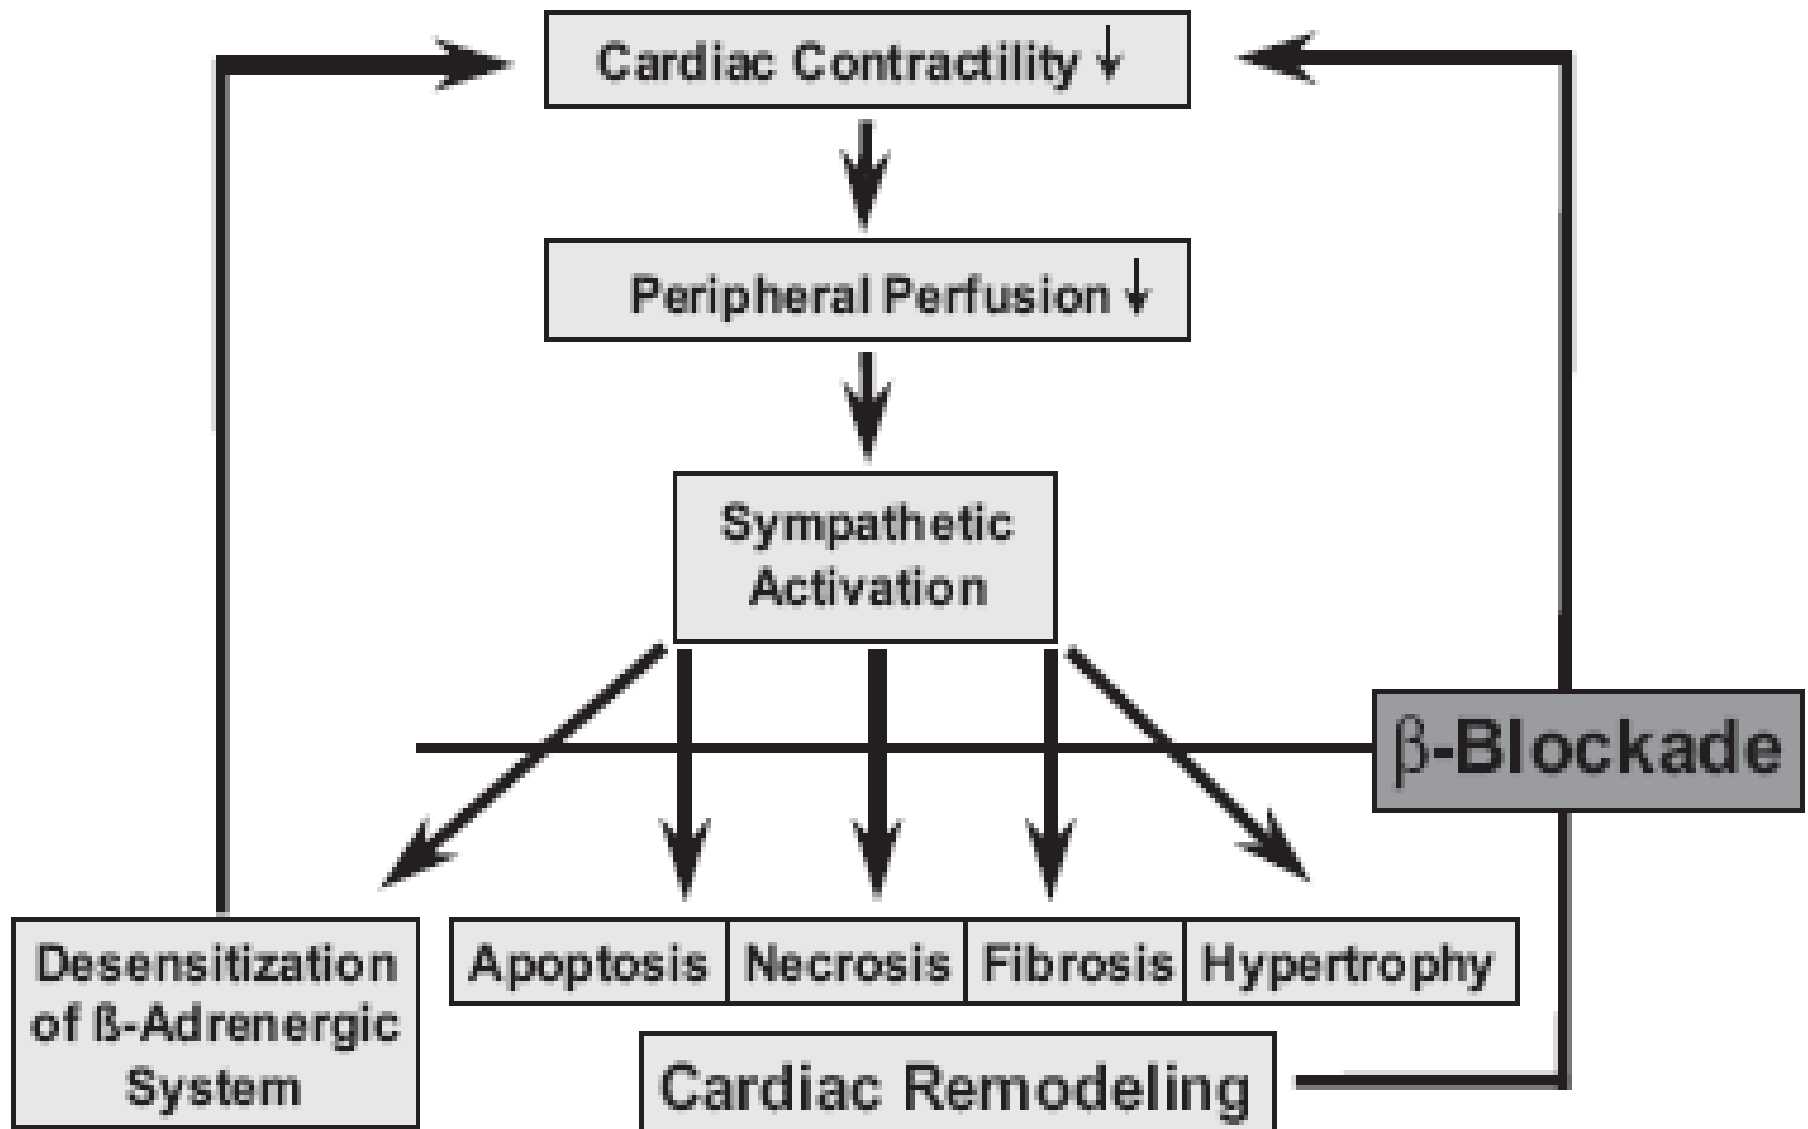 Cardiac Contractility ↓
Peripheral Perfusion ↓
Sympathetic
Activation
β-Blockade
Desensitization
of ß-Adrenergic
System
Apoptosis
Necrosis
Fibrosis
Hypertrophy
Cardiac Remodeling